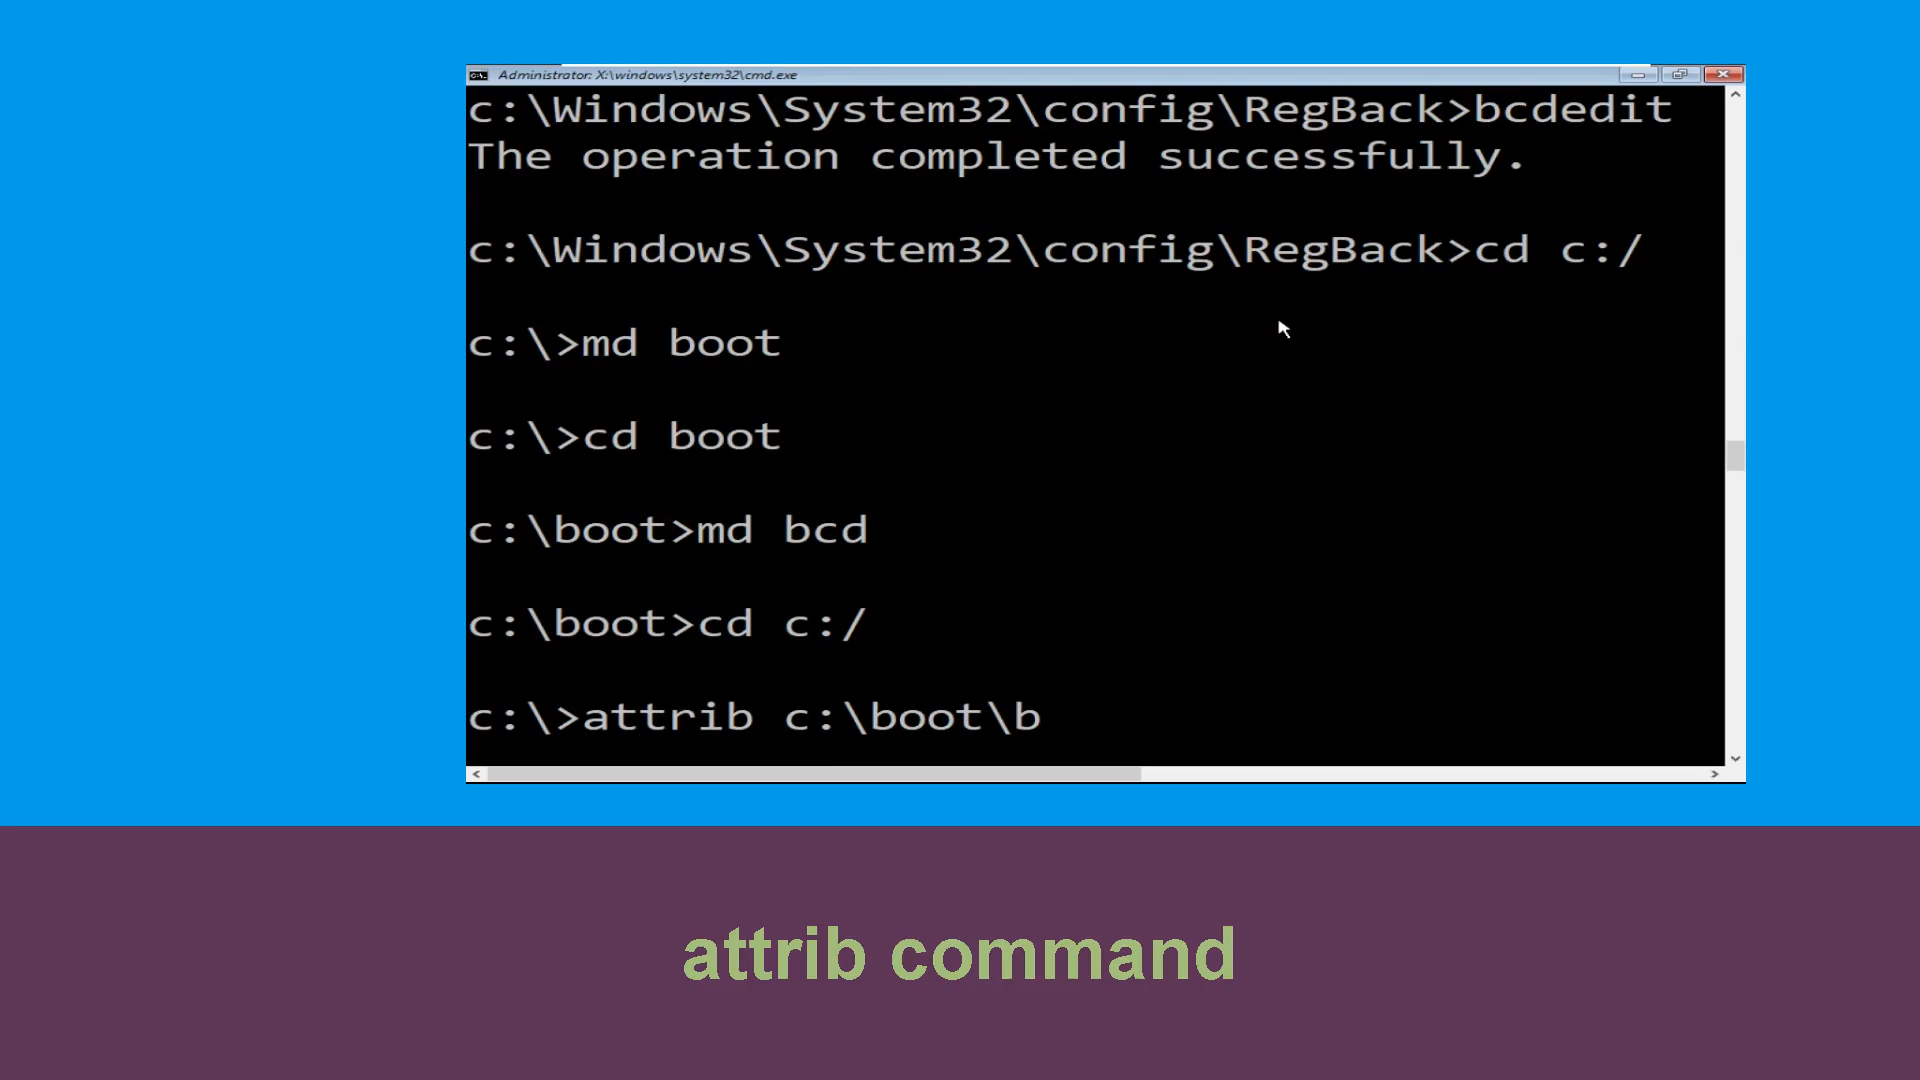 Administrator: X:\windows\system32\cmd.exe
c:\Windows\System32\config\RegBack>bcdedit
The operation completed successfully.
c:\Windows\System32\config\RegBack>cd c:/
c:\>md boot
c:\>cd boot
c:\boot>md bcd
c:\boot>cd c:/
c:\>attrib c:\boot\b
attrib command